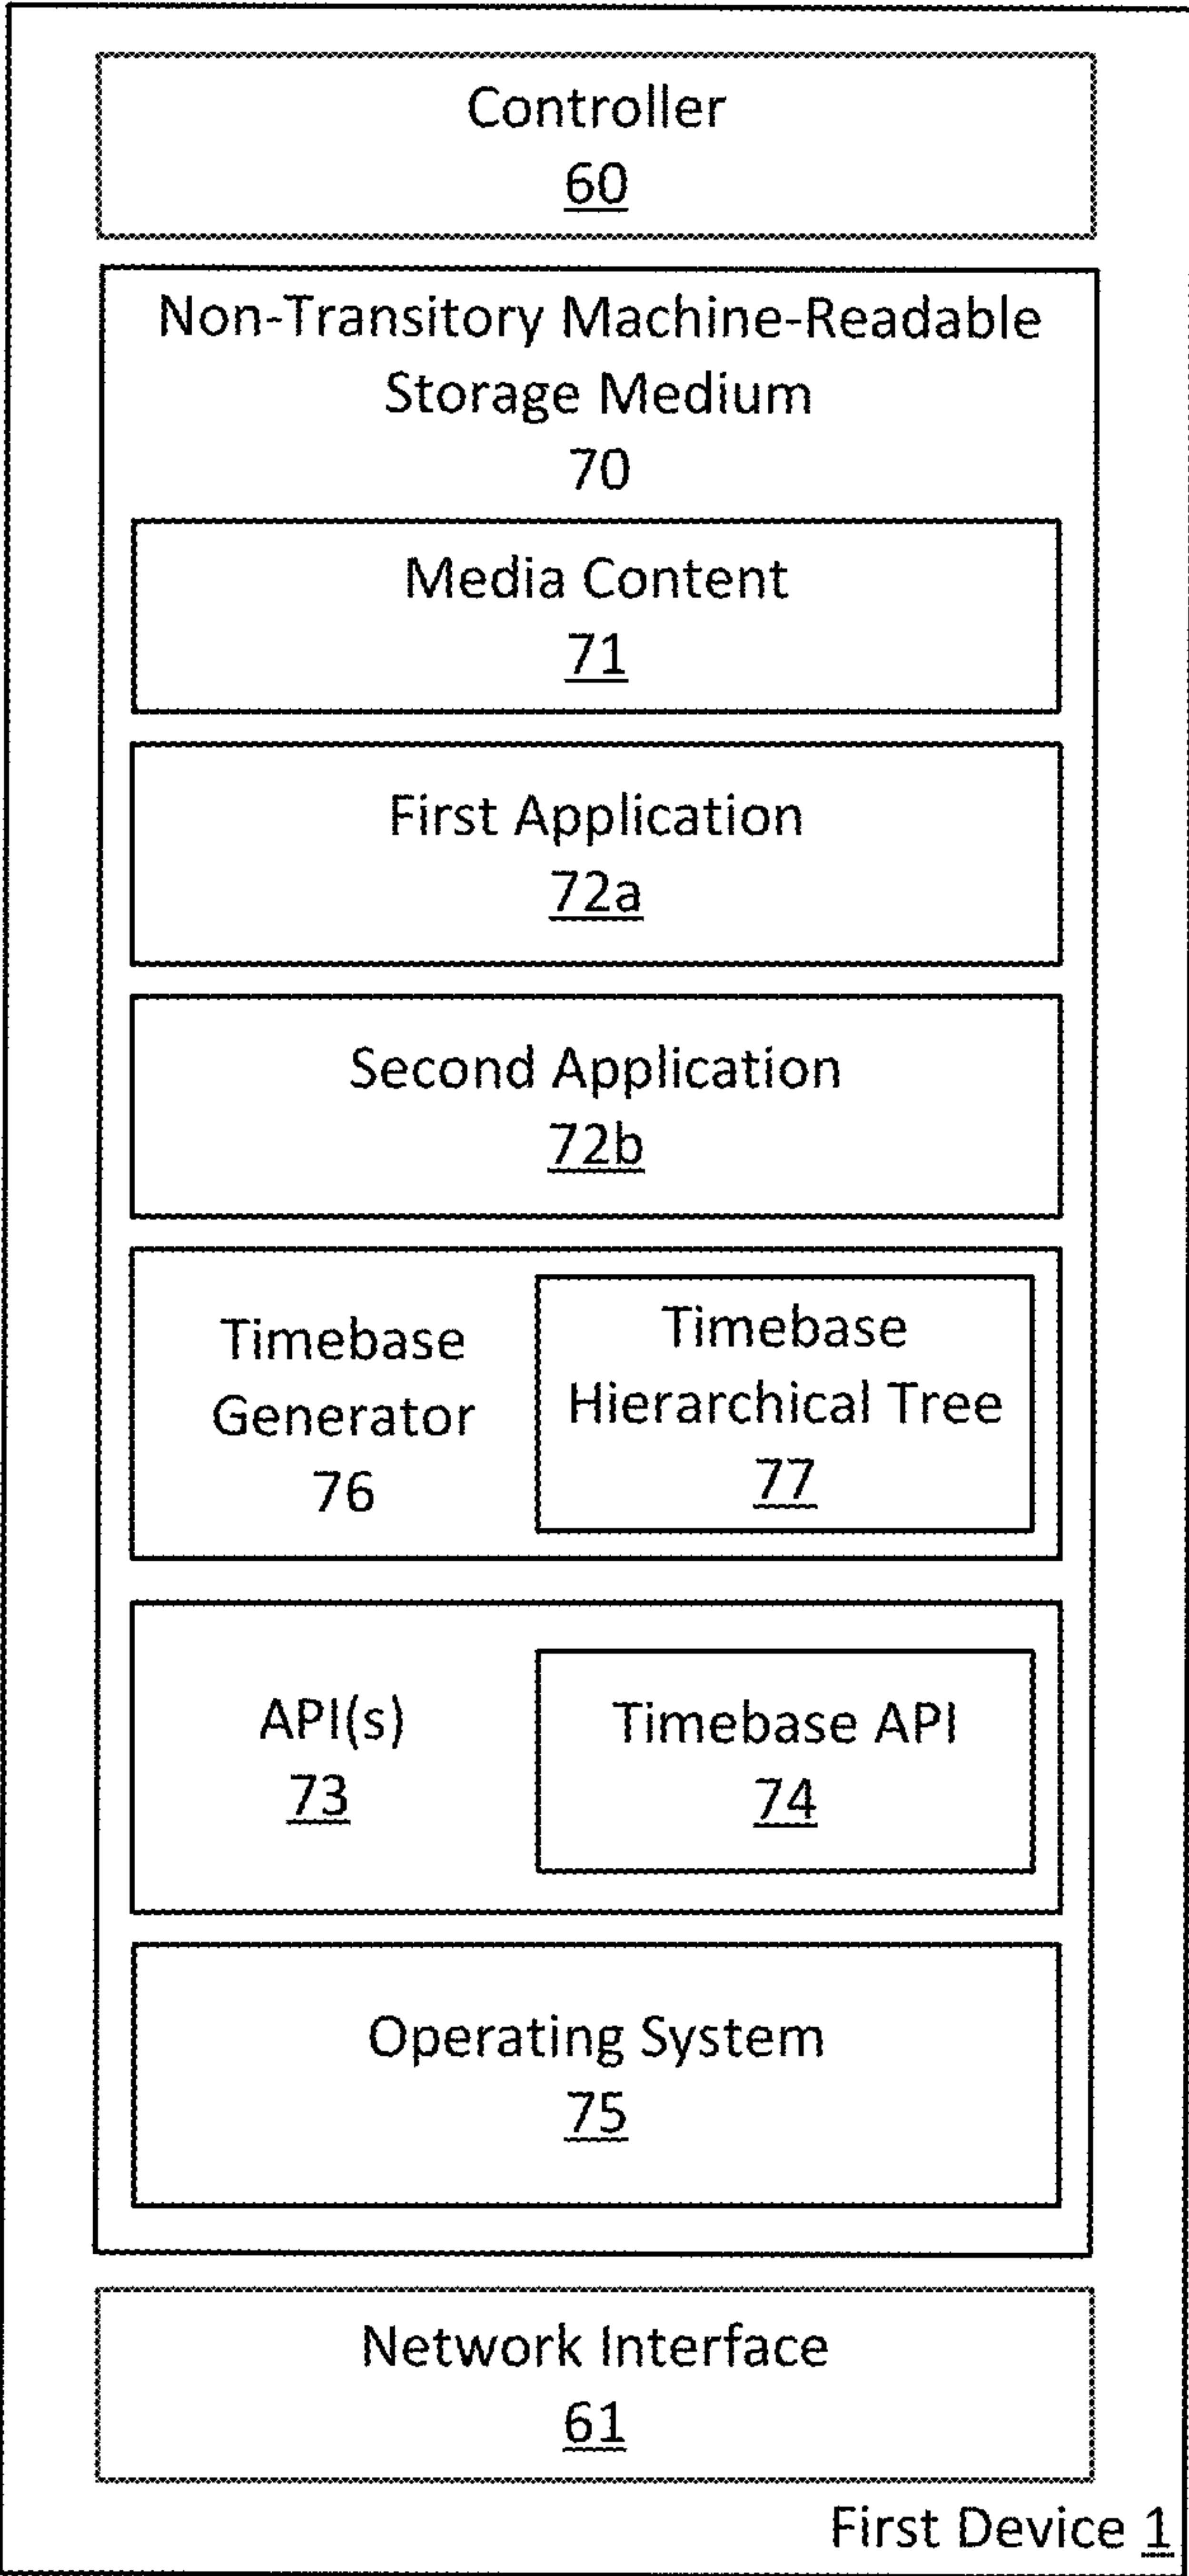 Controller
60
Non-Transitory Machine-Readable
Storage Medium
70
Media Content
71
First Application
72a
Second Application
72b
Timebase
Generator
76
Timebase
Hierarchical Tree
77
API(s)
73
Timebase API
74
Operating System
75
Network Interface
61
First Device 1